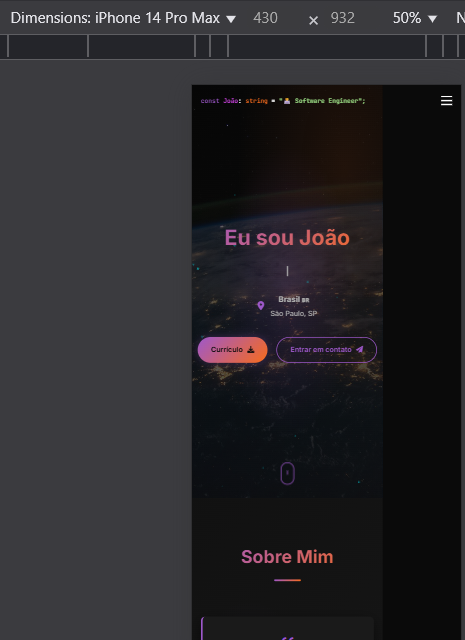 Dimensions: iPhone 14 Pro Max ▼ 430 × 932 50% ▼ N
const João: string = "👨🏻‍💻 Software Engineer";
Eu sou João
|
Brasil BR
São Paulo, SP
Currículo
Entrar em contato
Sobre Mim
“